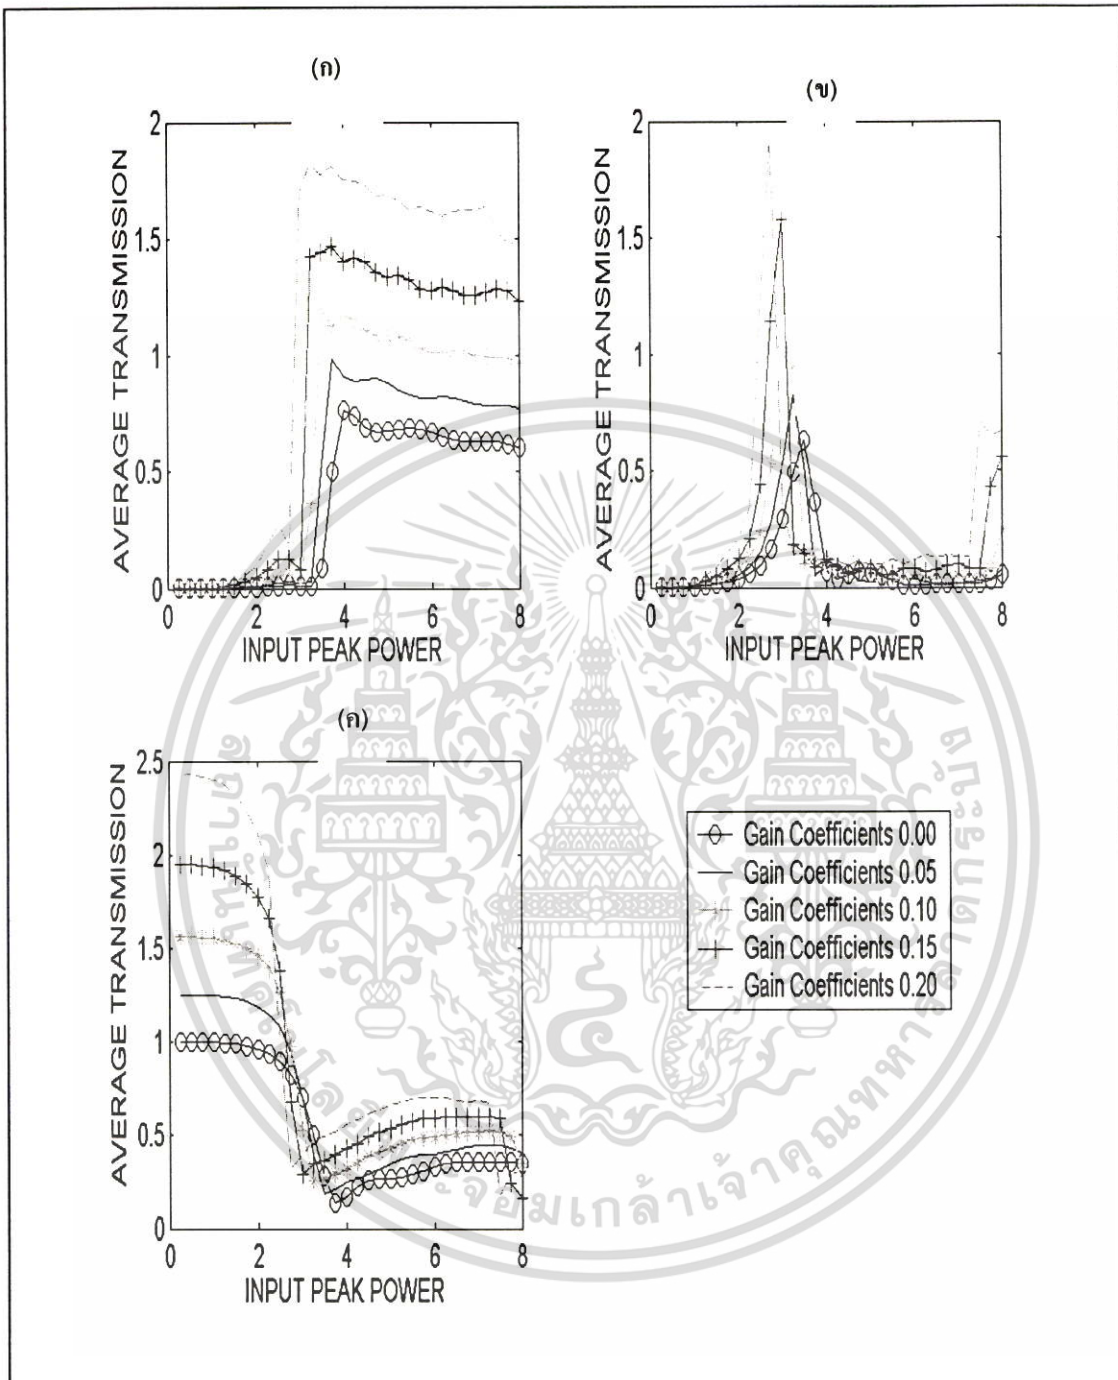 (ก)
AVERAGE TRANSMISSION
2
1.5
1
0.5
0
0 2 4 6 8
INPUT PEAK POWER
(ข)
AVERAGE TRANSMISSION
2
1.5
1
0.5
0
0 2 4 6 8
INPUT PEAK POWER
(ค)
AVERAGE TRANSMISSION
2.5
2
1.5
1
0.5
0
0 2 4 6 8
INPUT PEAK POWER
Gain Coefficients 0.00
Gain Coefficients 0.05
Gain Coefficients 0.10
Gain Coefficients 0.15
Gain Coefficients 0.20